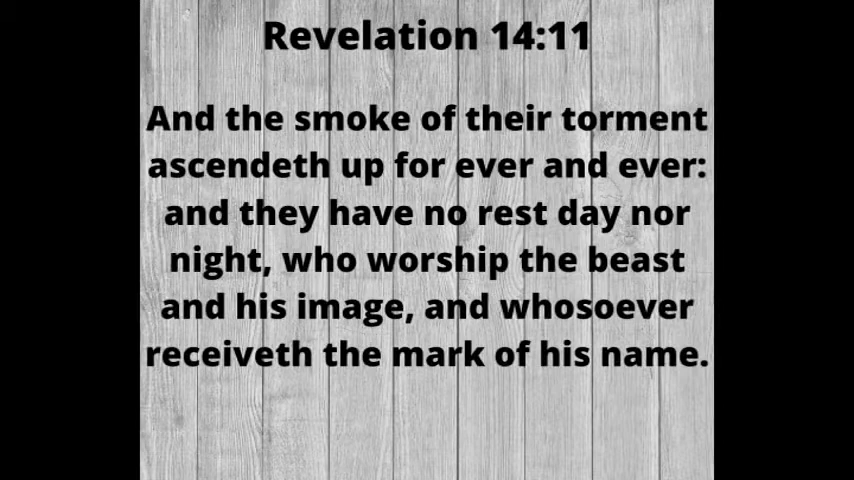 Revelation 14:11
And the smoke of their torment
ascendeth up for ever and ever:
and they have no rest day nor
night, who worship the beast
and his image, and whosoever
receiveth the mark of his name.